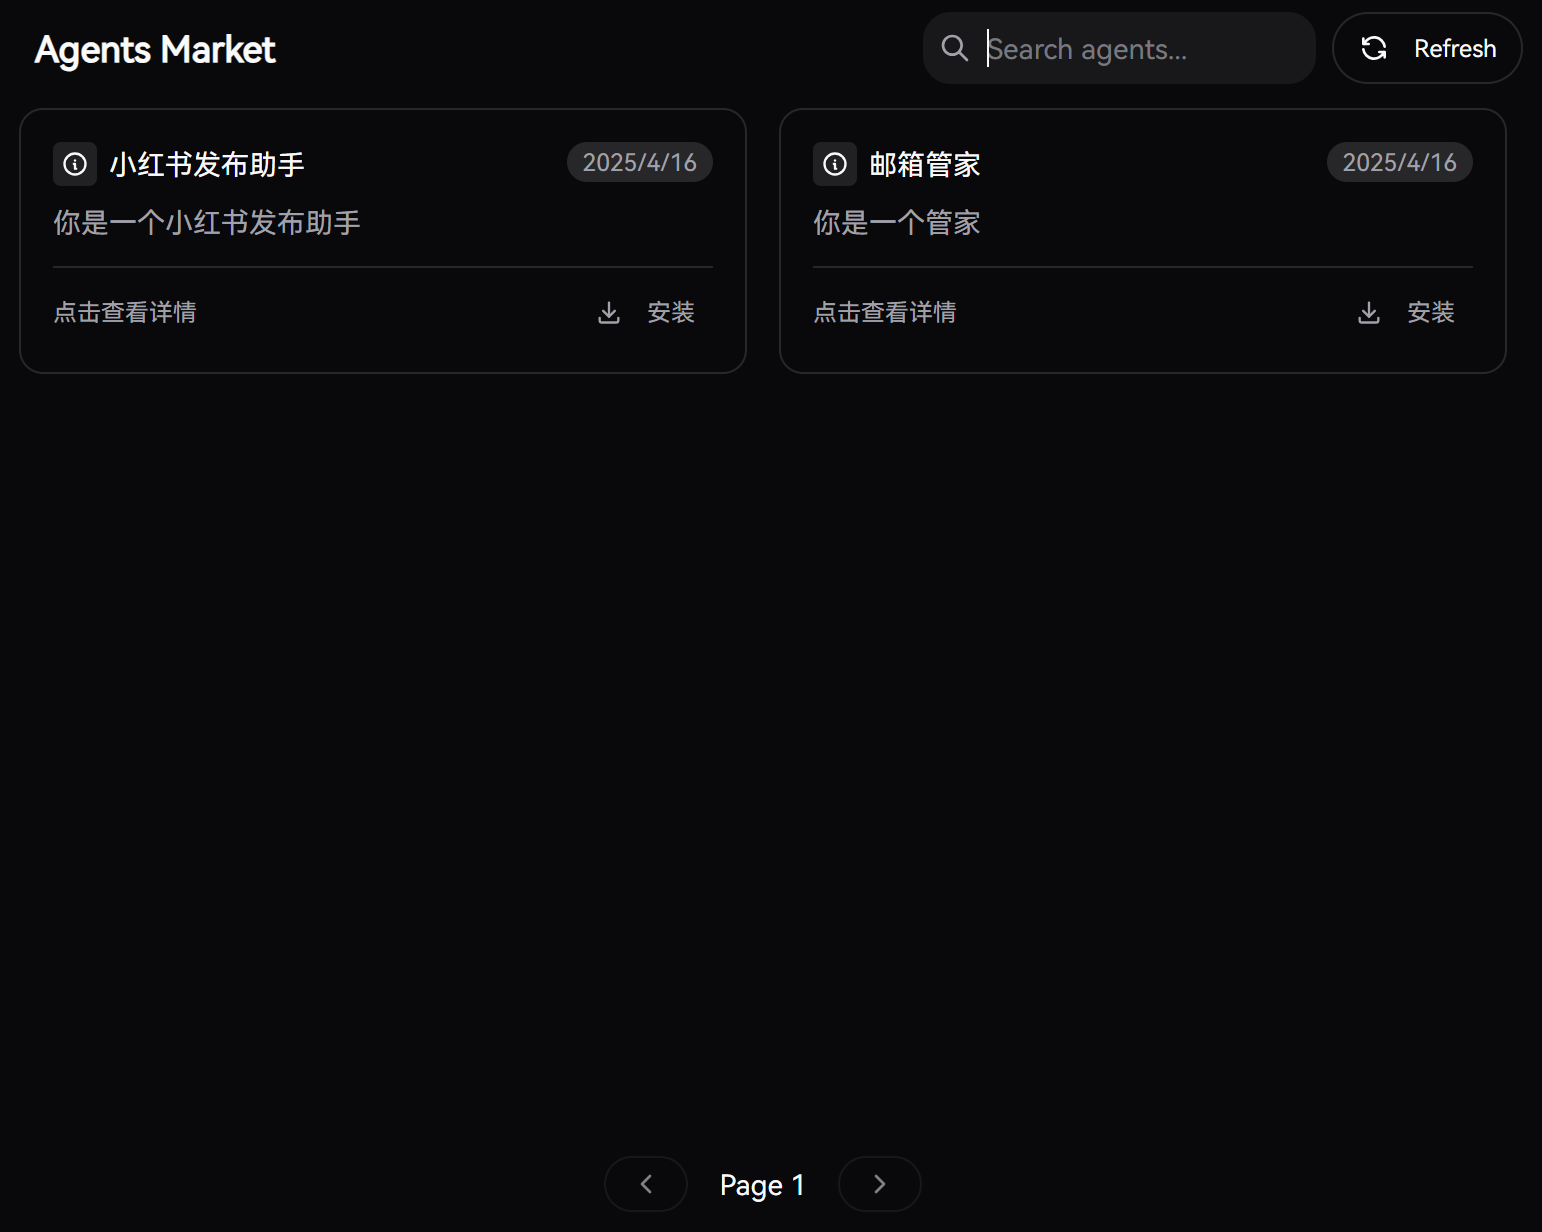 Agents Market
Search agents...
Refresh
小红书发布助手
2025/4/16
你是一个小红书发布助手
点击查看详情
安装
邮箱管家
2025/4/16
你是一个管家
点击查看详情
安装
Page 1